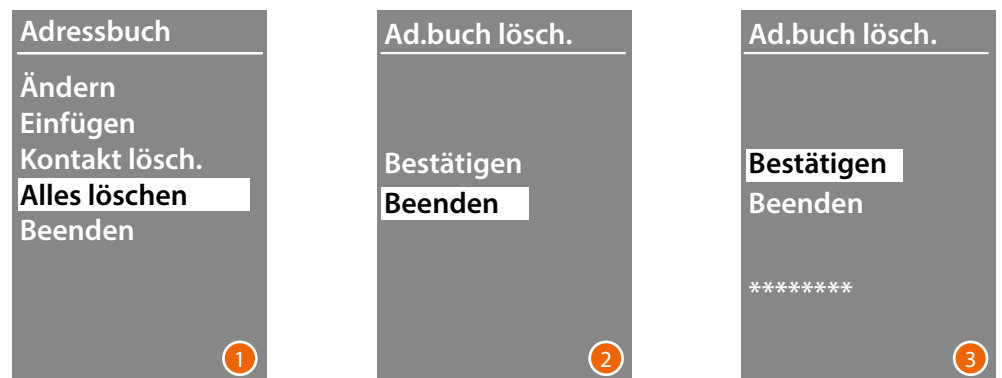 Adressbuch
Ändern
Einfügen
Kontakt lösch.
Alles löschen
Beenden
1
Ad.buch lösch.
Bestätigen
Beenden
2
Ad.buch lösch.
Bestätigen
Beenden
********
3